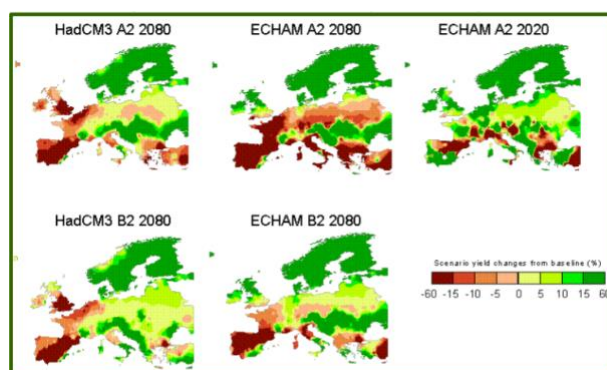 HadCM3 A2 2080
ECHAM A2 2080
ECHAM A2 2020
HadCM3 B2 2080
ECHAM B2 2080
Scenario yield changes from baseline (%)
-60 -15 -10 -5 0 5 10 15 60